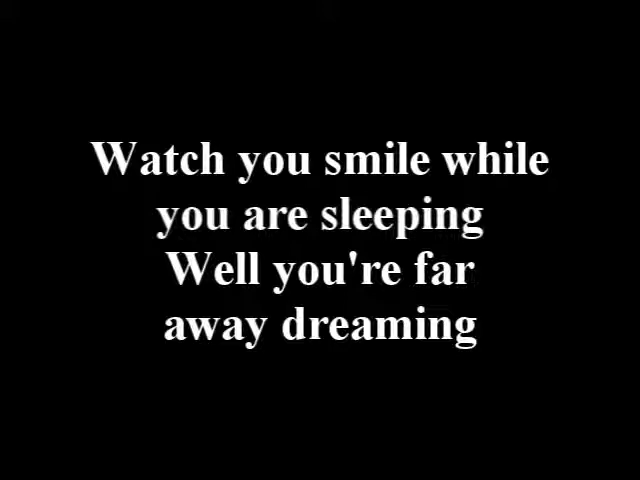 Watch you smile while
you are sleeping
Well you're far
away dreaming